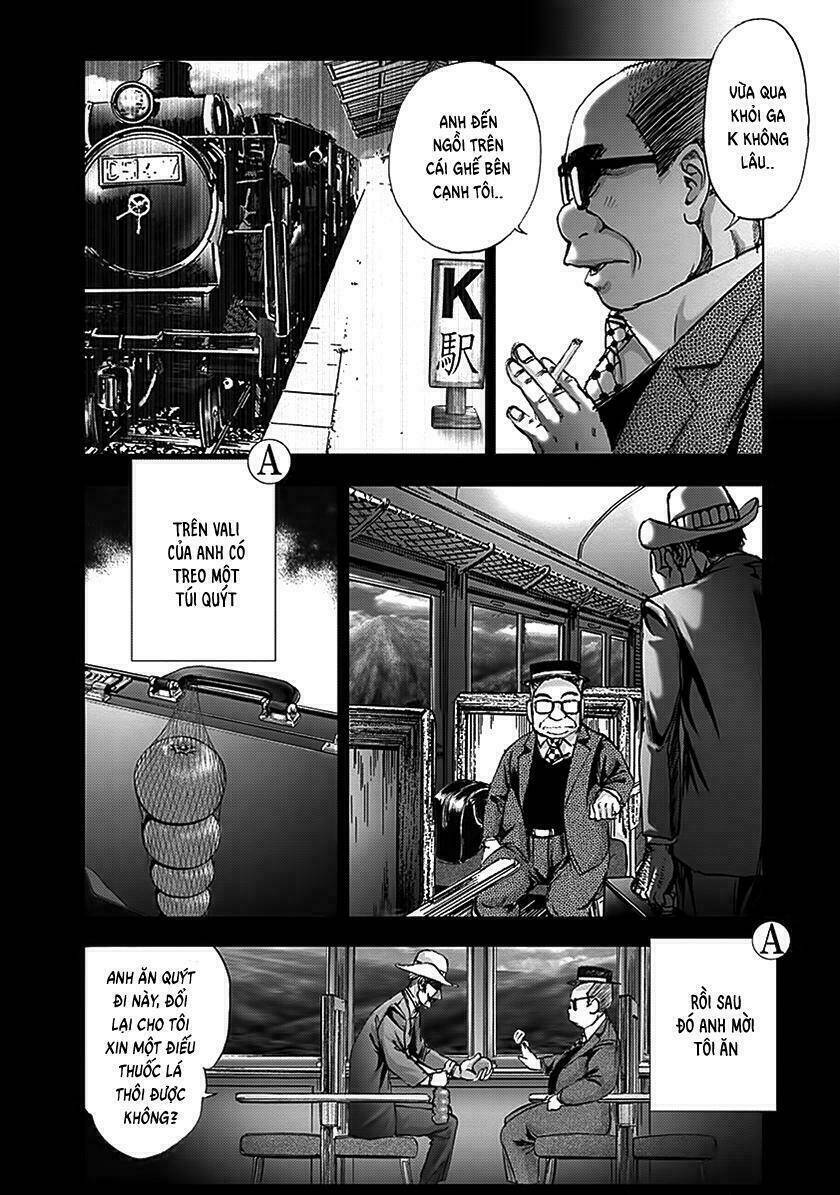 VỪA QUA
KHỎI GA
K KHÔNG
LÂU..
ANH ĐẾN
NGỒI TRÊN
CÁI GHẾ BÊN
CẠNH TÔI..
K
駅
A
TRÊN VALI
CỦA ANH CÓ
TREO MỘT
TÚI QUÝT
A
RỒI SAU
ĐÓ ANH MỜI
TÔI ĂN
ANH ĂN QUÝT
ĐI NÀY, ĐỔI
LẠI CHO TÔI
XIN MỘT ĐIẾU
THUỐC LÁ
THÔI ĐƯỢC
KHÔNG?